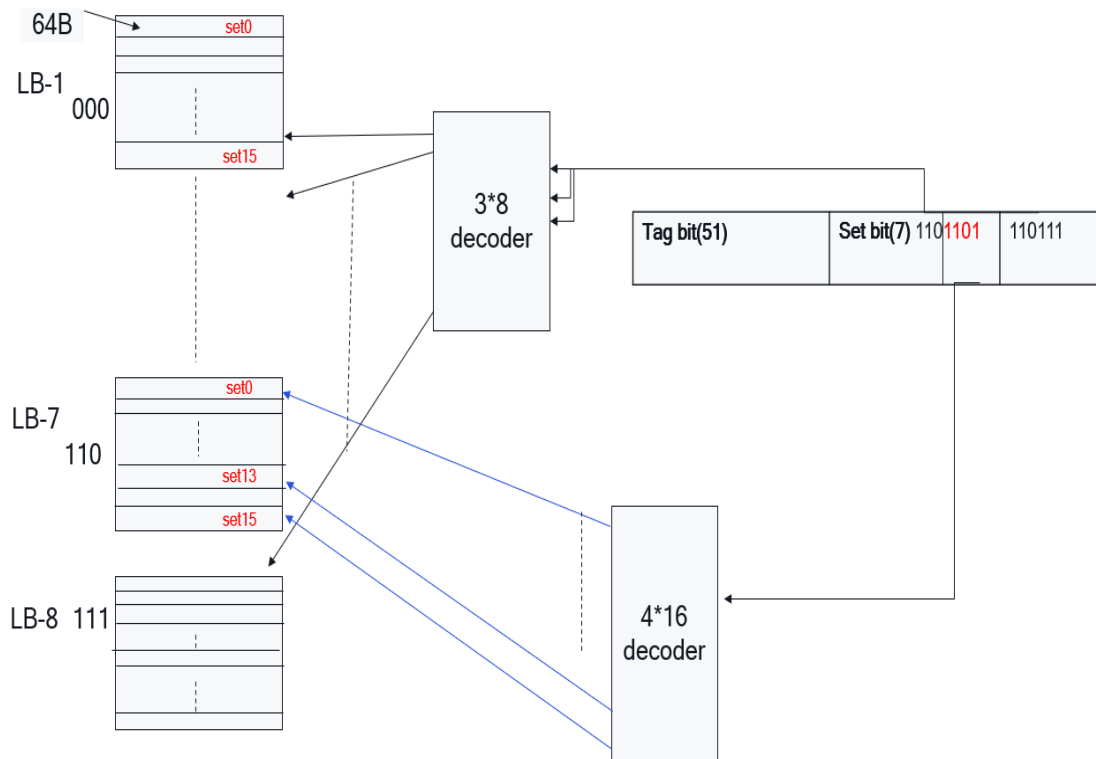 64B
set0
LB-1
000
set15
3*8
decoder
Tag bit(51)
Set bit(7) 1101101
110111
set0
LB-7
110
set13
set15
LB-8 111
4*16
decoder